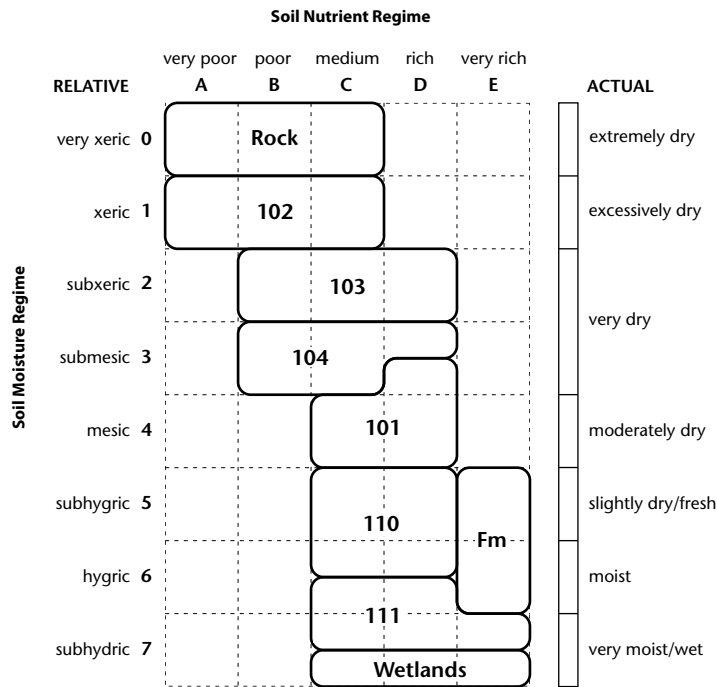 Soil Nutrient Regime
very poor poor medium rich very rich
RELATIVE A B C D E ACTUAL
very xeric 0 Rock extremely dry
xeric 1 102 excessively dry
subxeric 2 103
very dry
submesic 3 104
mesic 4 101 moderately dry
subhygric 5 110 slightly dry/fresh
Fm
hygric 6 moist
111
subhydric 7 very moist/wet
Wetlands
Soil Moisture Regime